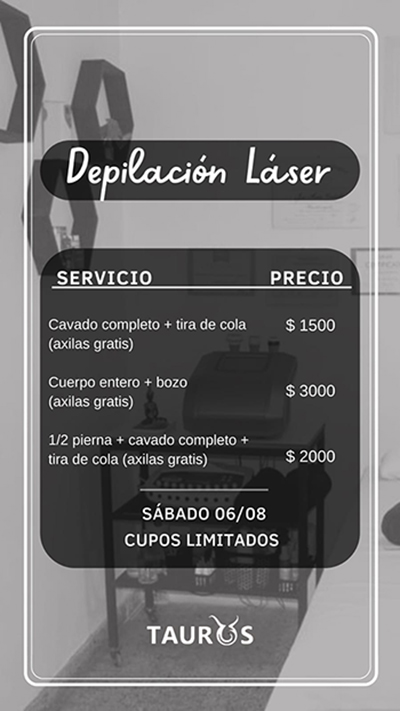 Depilación Láser
SERVICIO PRECIO
Cavado completo + tira de cola $ 1500
(axilas gratis)
Cuerpo entero + bozo
(axilas gratis) $ 3000
1/2 pierna + cavado completo +
tira de cola (axilas gratis) $ 2000
SÁBADO 06/08
CUPOS LIMITADOS
TAURUS